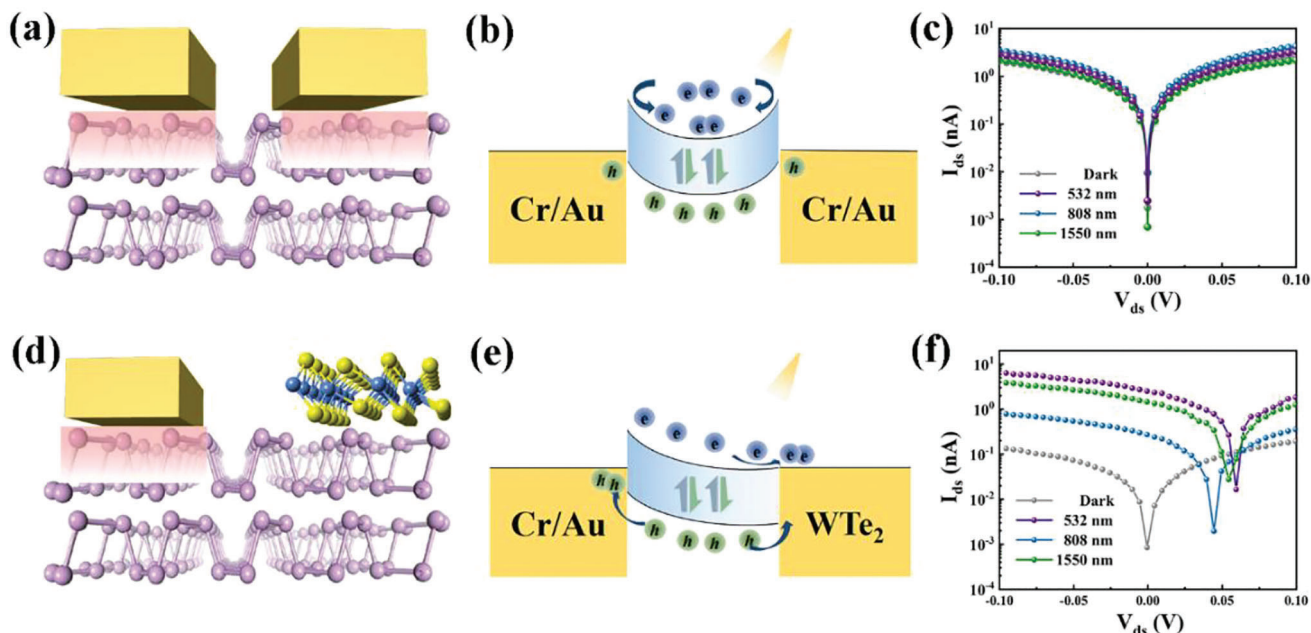 (a)
(b)
e e e
e e e
h h
h h h h
Cr/Au Cr/Au
(c)
I_ds (nA)
10¹
10⁰
10⁻¹
10⁻²
10⁻³
10⁻⁴
Dark
532 nm
808 nm
1550 nm
-0.10 -0.05 0.00 0.05 0.10
V_ds (V)
(d)
(e)
e e e e e e
h h
h h h h
Cr/Au WTe₂
(f)
I_ds (nA)
10¹
10⁰
10⁻¹
10⁻²
10⁻³
10⁻⁴
Dark
532 nm
808 nm
1550 nm
-0.10 -0.05 0.00 0.05 0.10
V_ds (V)